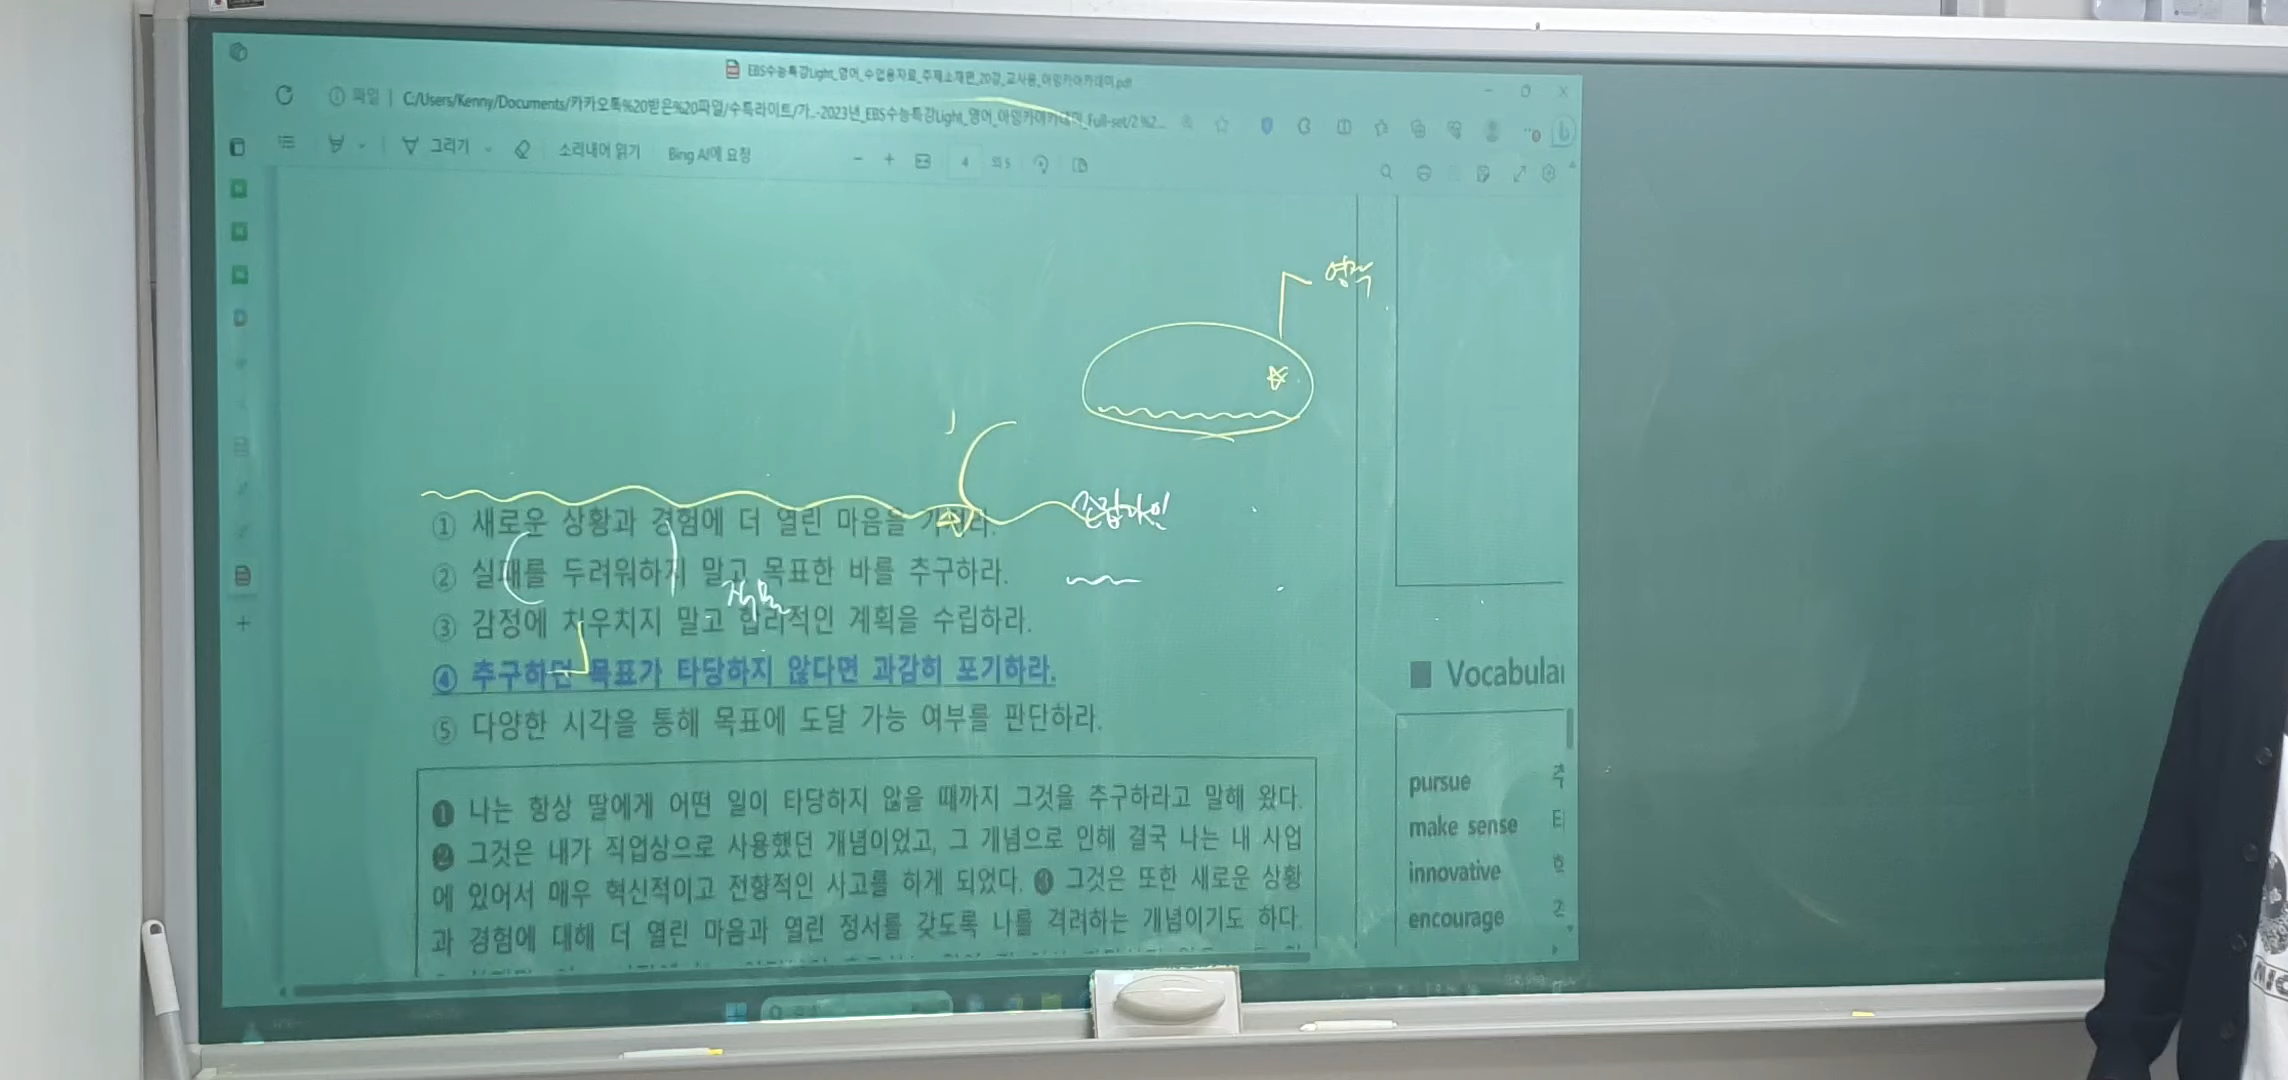 EBS수능특강Light_영어_수업용자료_주제소재편_20강_교사용_아잉카아카데미.pdf
파일 | C:/Users/Kenny/Documents/카카오톡%20받은%20파일/수특라이트/가..-2023년_EBS수능특강Light_영어_아잉카아카데미_Full-set/2.%2...
그리기 소리내어 읽기 Bing AI에 요청 - + 4 의 5
① 새로운 상황과 경험에 더 열린 마음을 가져라.
② 실패를 두려워하지 말고 목표한 바를 추구하라.
③ 감정에 치우치지 말고 합리적인 계획을 수립하라.
④ 추구하던 목표가 타당하지 않다면 과감히 포기하라.
⑤ 다양한 시각을 통해 목표에 도달 가능 여부를 판단하라.
❶ 나는 항상 딸에게 어떤 일이 타당하지 않을 때까지 그것을 추구하라고 말해 왔다.
❷ 그것은 내가 직업상으로 사용했던 개념이었고, 그 개념으로 인해 결국 나는 내 사업
에 있어서 매우 혁신적이고 전향적인 사고를 하게 되었다. ❸ 그것은 또한 새로운 상황
과 경험에 대해 더 열린 마음과 열린 정서를 갖도록 나를 격려하는 개념이기도 하다.
■ Vocabular
pursue 추
make sense 타
innovative 혁
encourage 격